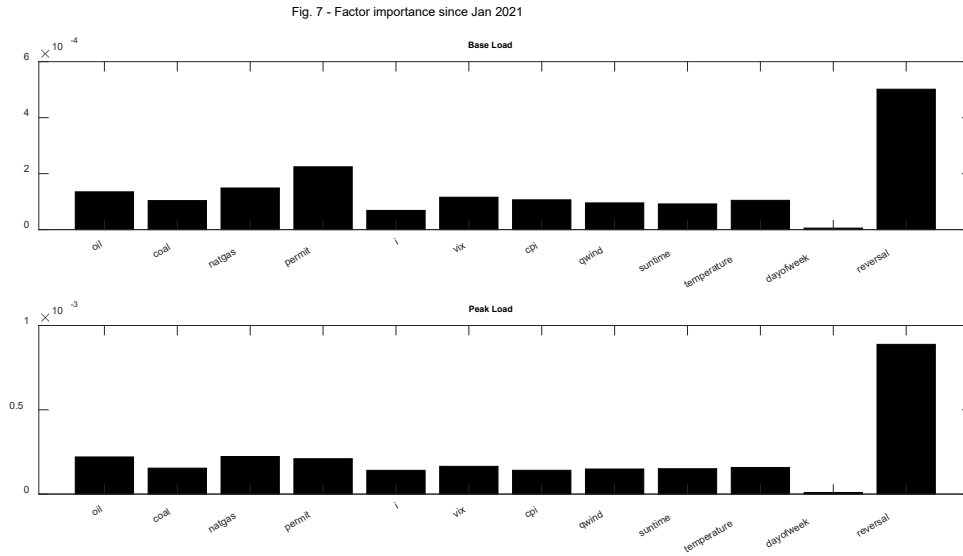 Fig. 7 - Factor importance since Jan 2021
Base Load
× 10 -4
6
4
2
0
oil coal natgas permit i vix cpi qwind suntime temperature dayofweek reversal
Peak Load
× 10 -3
1
0.5
0
oil coal natgas permit i vix cpi qwind suntime temperature dayofweek reversal